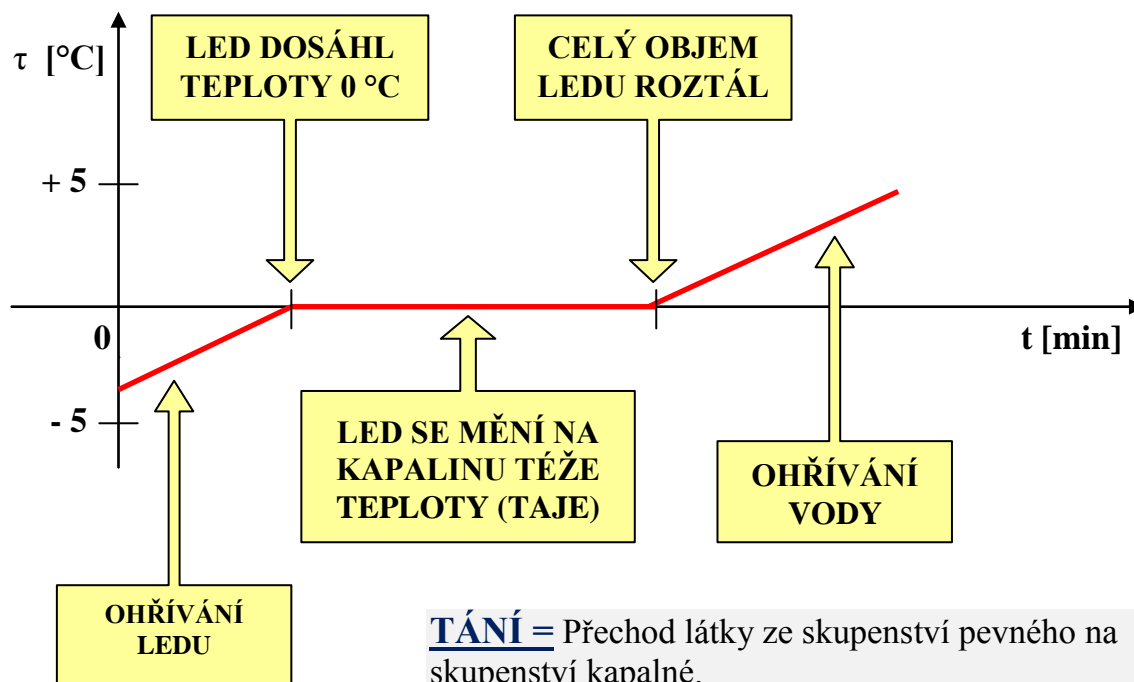 τ [°C]
LED DOSÁHL
TEPLOTY 0 °C
CELÝ OBJEM
LEDU ROZTÁL
+ 5
0
t [min]
- 5
LED SE MĚNÍ NA
KAPALINU TÉŽE
TEPLOTY (TAJE)
OHŘÍVÁNÍ
VODY
OHŘÍVÁNÍ
LEDU
TÁNÍ = Přechod látky ze skupenství pevného na
skupenství kapalné.